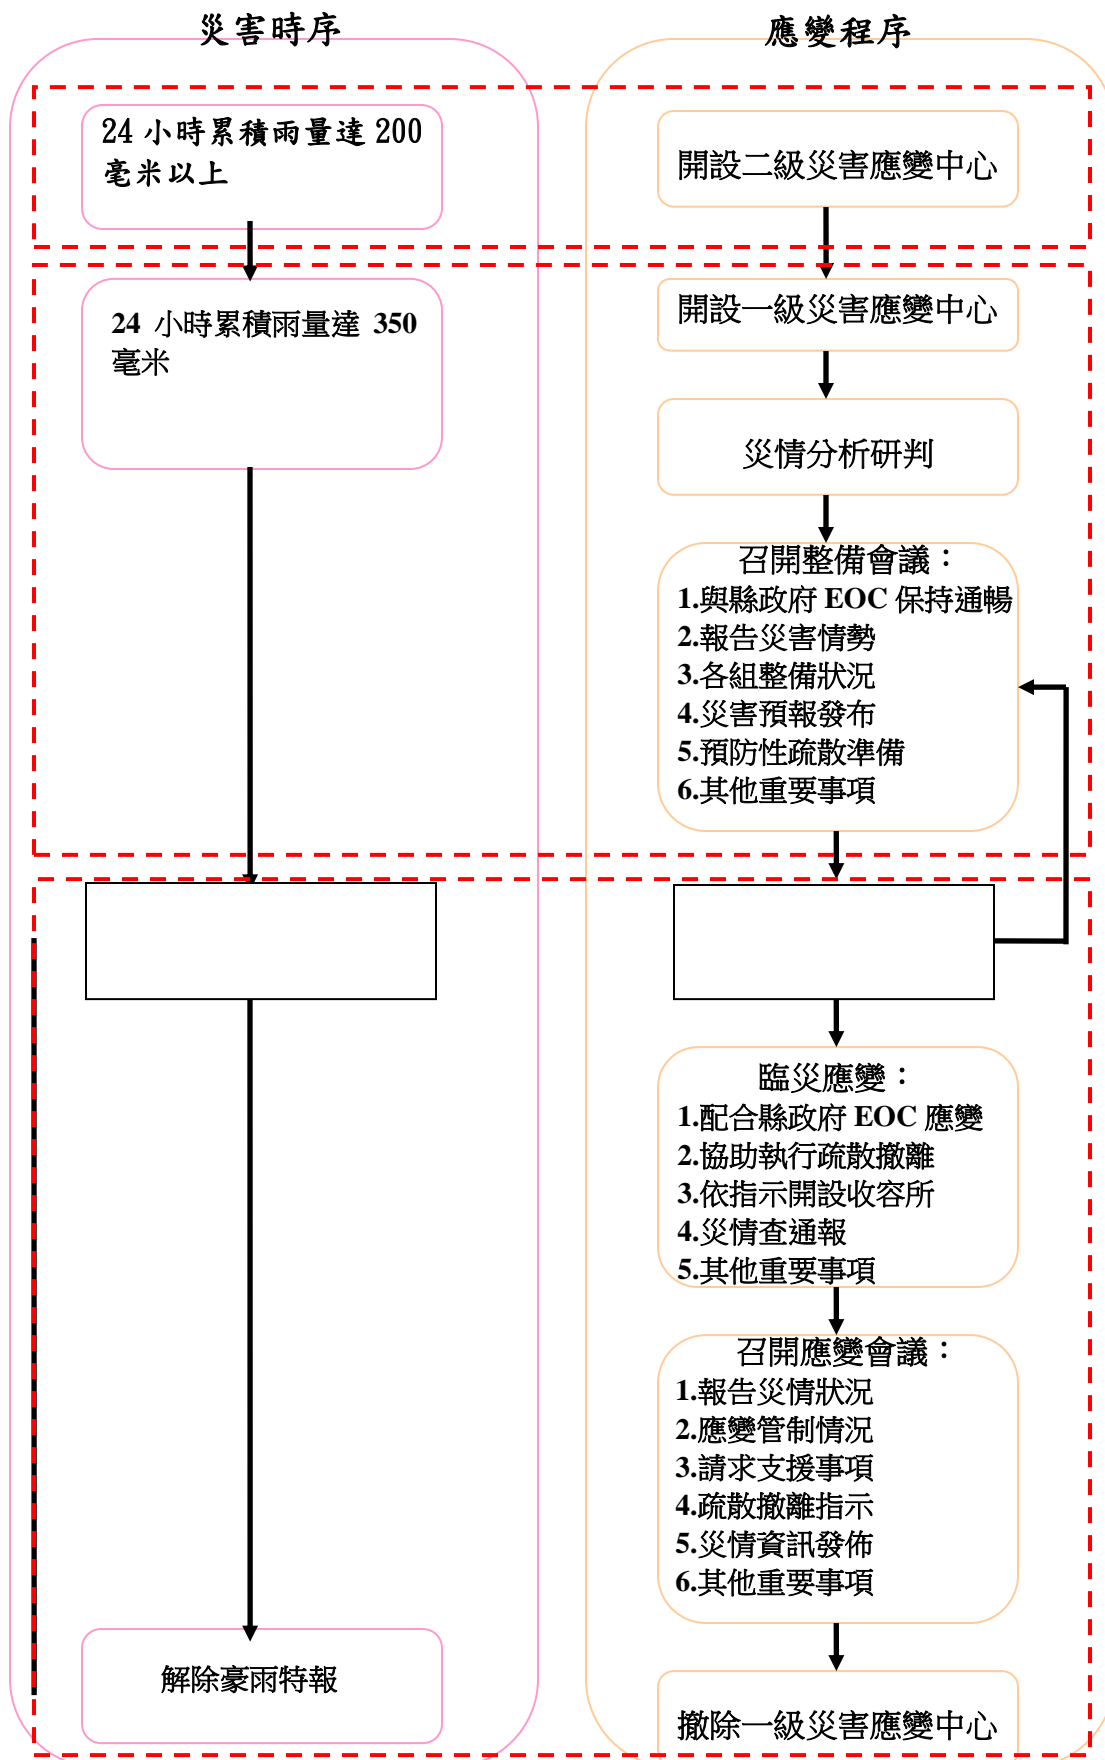 災害時序
應變程序
24 小時累積雨量達 200
毫米以上
開設二級災害應變中心
24 小時累積雨量達 350
毫米
開設一級災害應變中心
災情分析研判
召開整備會議：
1.與縣政府 EOC 保持通暢
2.報告災害情勢
3.各組整備狀況
4.災害預報發布
5.預防性疏散準備
6.其他重要事項
臨災應變：
1.配合縣政府 EOC 應變
2.協助執行疏散撤離
3.依指示開設收容所
4.災情查通報
5.其他重要事項
召開應變會議：
1.報告災情狀況
2.應變管制情況
3.請求支援事項
4.疏散撤離指示
5.災情資訊發佈
6.其他重要事項
解除豪雨特報
撤除一級災害應變中心